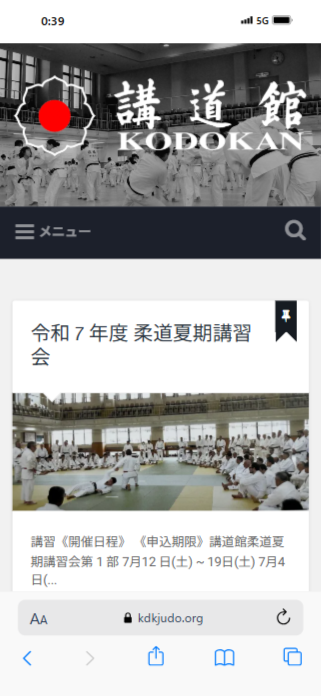 0:39
5G
講道館
KODOKAN
メニュー
令和7年度 柔道夏期講習
会
講習《開催日程》 《申込期限》講道館柔道夏
期講習会第1部 7月12 日(土) ~ 19日(土) 7月4
日(...
AA
kdkjudo.org